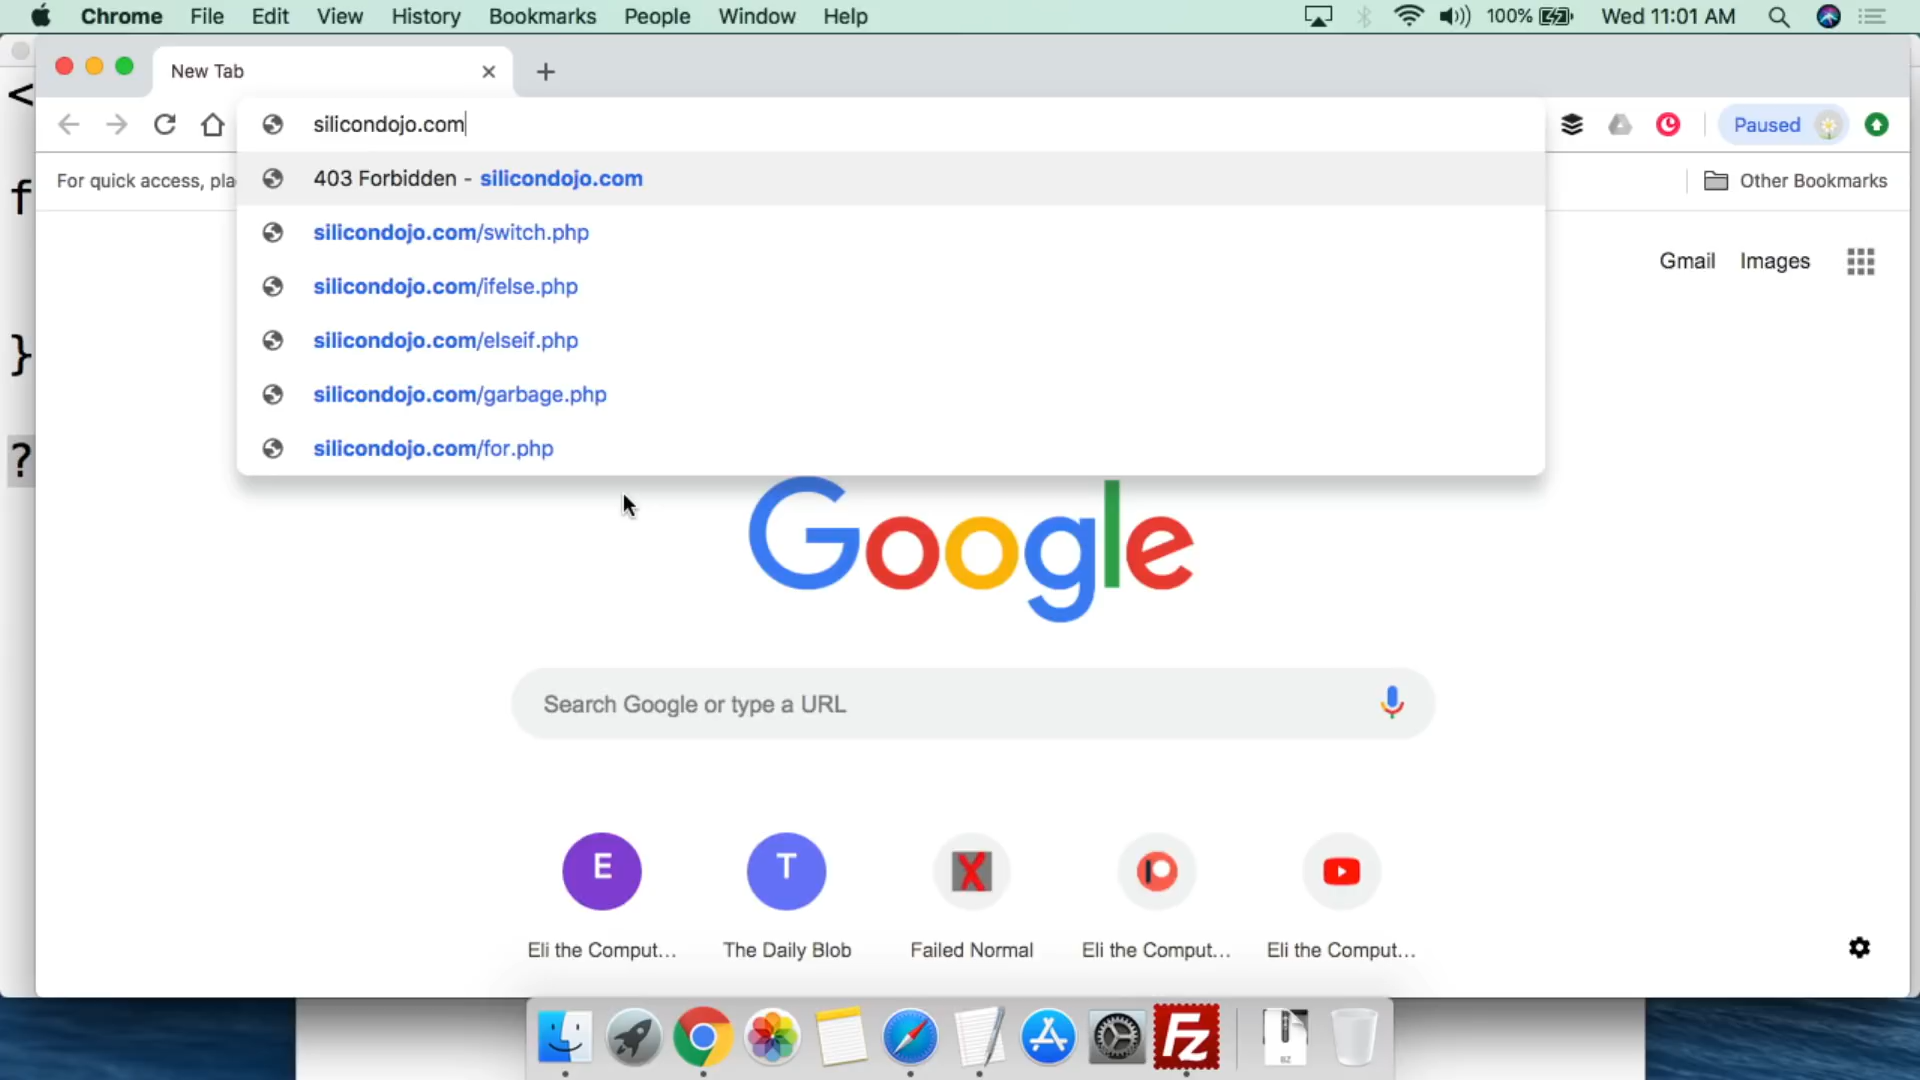 Chrome File Edit View History Bookmarks People Window Help 100% Wed 11:01 AM
New Tab
<
silicondojo.com
Paused
403 Forbidden - silicondojo.com
For quick access, pla
Other Bookmarks
f
silicondojo.com/switch.php
Gmail Images
silicondojo.com/ifelse.php
silicondojo.com/elseif.php
}
silicondojo.com/garbage.php
silicondojo.com/for.php
?
Google
Search Google or type a URL
E T X
Eli the Comput... The Daily Blob Failed Normal Eli the Comput... Eli the Comput...
FZ
BZ